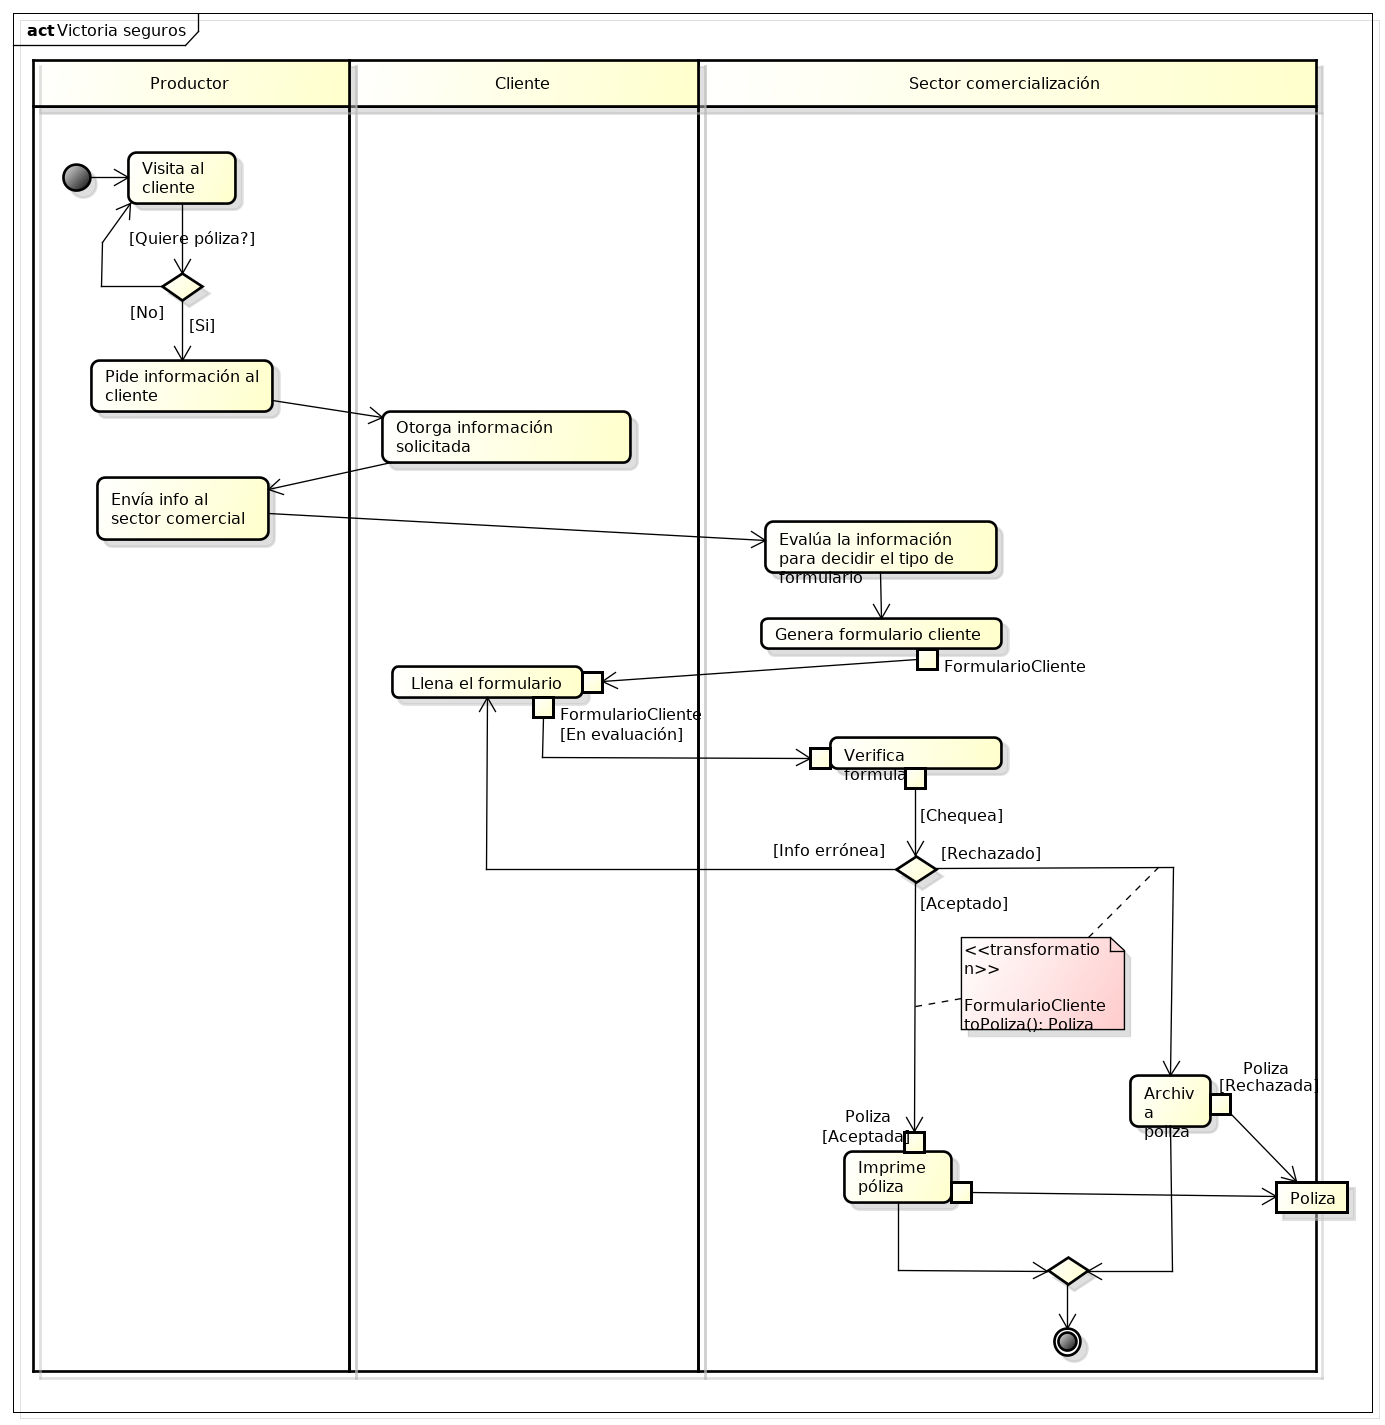 act Victoria seguros
Productor
Cliente
Sector comercialización
Visita al
cliente
[Quiere póliza?]
[No]
[Si]
Pide información al
cliente
Otorga información
solicitada
Envía info al
sector comercial
Evalúa la información
para decidir el tipo de
formulario
Genera formulario cliente
FormularioCliente
Llena el formulario
FormularioCliente
[En evaluación]
Verifica
formula
[Chequea]
[Info errónea]
[Rechazado]
[Aceptado]
<<transformatio
n>>
FormularioCliente
toPoliza(): Poliza
Poliza
[Rechazada]
Archiv
a
póliza
Poliza
[Aceptada]
Imprime
póliza
Poliza